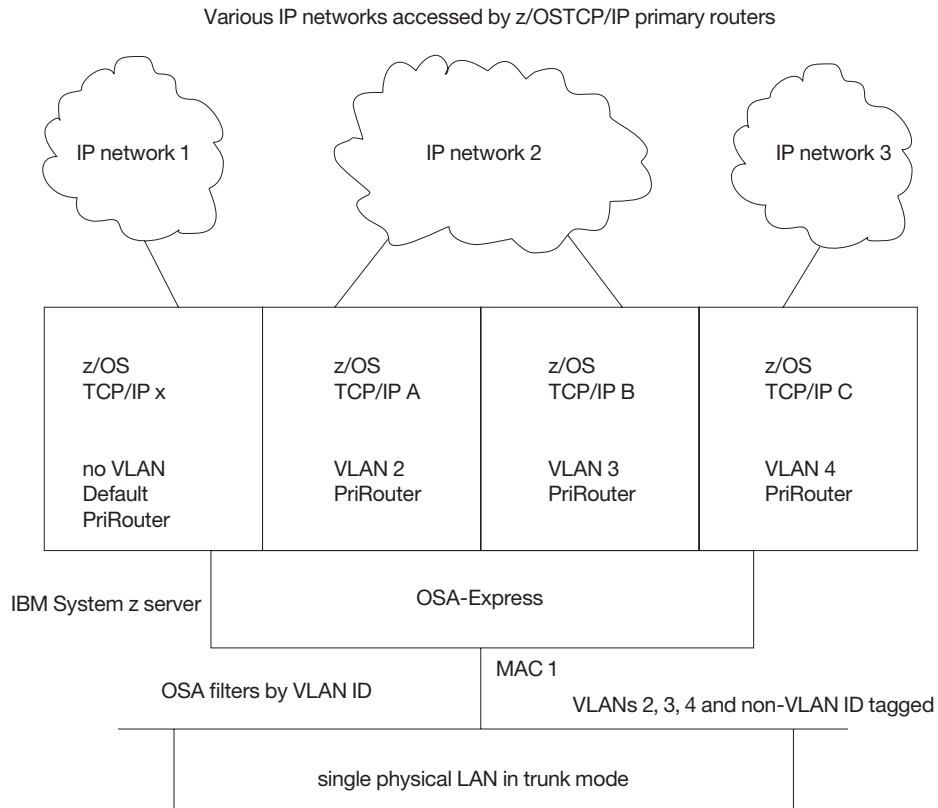 Various IP networks accessed by z/OSTCP/IP primary routers
IP network 1
IP network 2
IP network 3
z/OS
TCP/IP x
no VLAN
Default
PriRouter
z/OS
TCP/IP A
VLAN 2
PriRouter
z/OS
TCP/IP B
VLAN 3
PriRouter
z/OS
TCP/IP C
VLAN 4
PriRouter
IBM System z server
OSA-Express
MAC 1
OSA filters by VLAN ID
VLANs 2, 3, 4 and non-VLAN ID tagged
single physical LAN in trunk mode